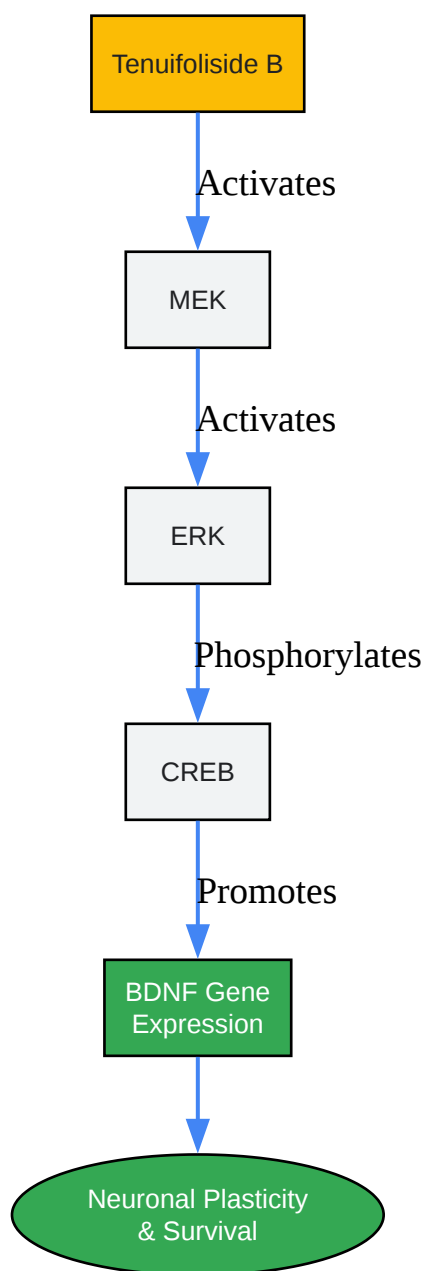 Tenuifoliside B
Activates
MEK
Activates
ERK
Phosphorylates
CREB
Promotes
BDNF Gene
Expression
Neuronal Plasticity
& Survival